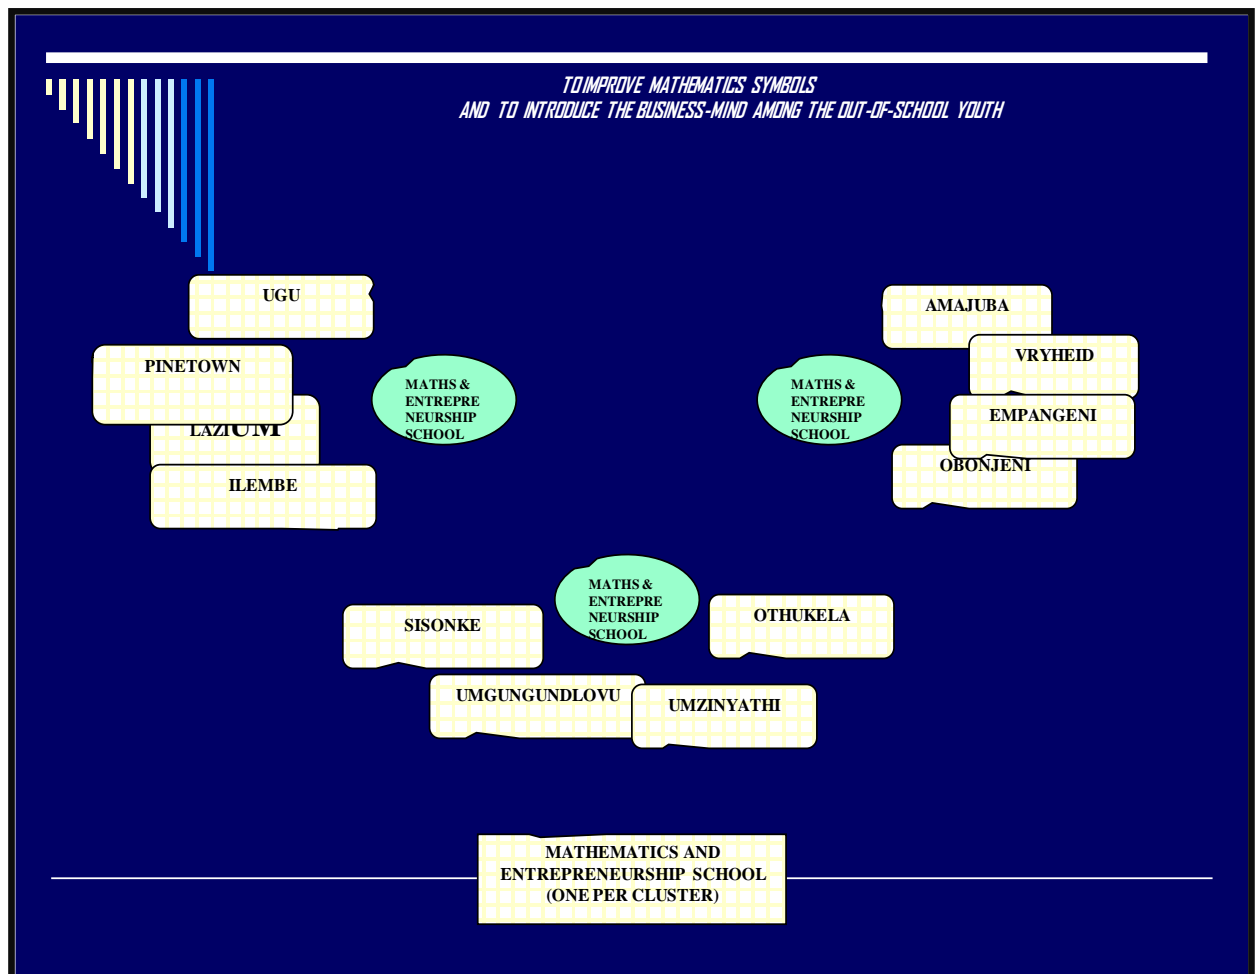 TO IMPROVE MATHEMATICS SYMBOLS
AND TO INTRODUCE THE BUSINESS-MIND AMONG THE OUT-OF-SCHOOL YOUTH
UGU
PINETOWN
LAZIUM
ILEMBE
MATHS &
ENTREPRE
NEURSHIP
SCHOOL
MATHS &
ENTREPRE
NEURSHIP
SCHOOL
AMAJUBA
VRYHEID
EMPANGENI
OBONJENI
MATHS &
ENTREPRE
NEURSHIP
SCHOOL
SISONKE
OTHUKELA
UMGUNGUNDLOVU
UMZINYATHI
MATHEMATICS AND
ENTREPRENEURSHIP SCHOOL
(ONE PER CLUSTER)